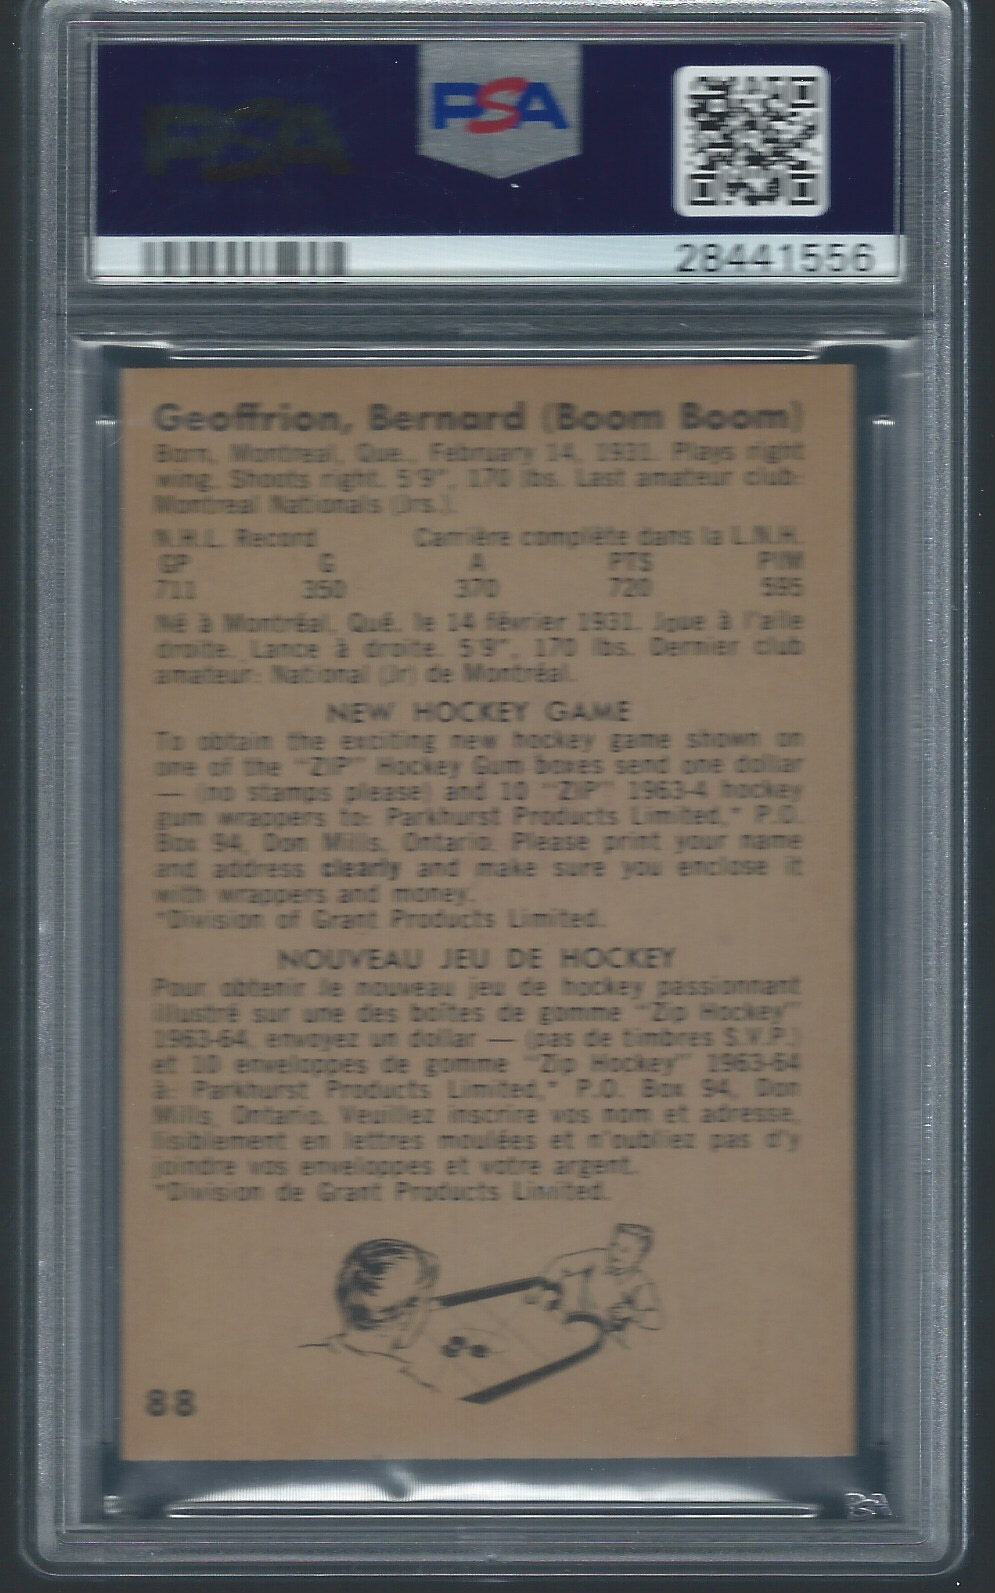 PSA
PSA
28441556
Geoffrion, Bernard (Boom Boom)
Born, Montreal, Que., February 14, 1931. Plays right
wing. Shoots right. 5'9", 170 lbs. Last amateur club:
Montreal Nationals (Jrs.).
N.H.L. Record Carrière complète dans la L.N.H.
GP G A PTS PIM
711 350 370 720 595
Né à Montréal, Qué. le 14 février 1931. Joue à l'aile
droite. Lance à droite. 5'9", 170 lbs. Dernier club
amateur: National (Jr) de Montréal.
NEW HOCKEY GAME
To obtain the exciting new hockey game shown on
one of the "ZIP" Hockey Gum boxes send one dollar
— (no stamps please) and 10 "ZIP" 1963-4 hockey
gum wrappers to: Parkhurst Products Limited,* P.O.
Box 94, Don Mills, Ontario. Please print your name
and address clearly and make sure you enclose it
with wrappers and money.
*Division of Grant Products Limited.
NOUVEAU JEU DE HOCKEY
Pour obtenir le nouveau jeu de hockey passionnant
illustré sur une des boîtes de gomme "Zip Hockey"
1963-64, envoyez un dollar — (pas de timbres S.V.P.)
et 10 enveloppes de gomme "Zip Hockey" 1963-64
à: Parkhurst Products Limited,* P.O. Box 94, Don
Mills, Ontario. Veuillez inscrire vos nom et adresse,
lisiblement en lettres moulées et n'oubliez pas d'y
joindre vos enveloppes et votre argent.
*Division de Grant Products Limited.
88
PSA